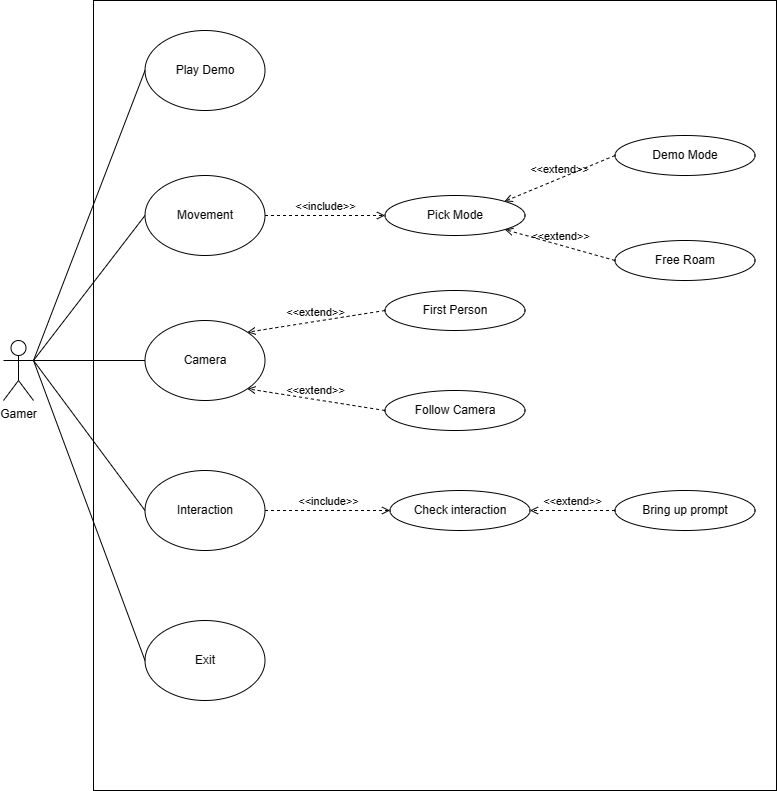 Play Demo
Demo Mode
<<extend>>
Movement
<<include>>
Pick Mode
<<extend>>
Free Roam
First Person
<<extend>>
Camera
<<extend>>
Follow Camera
Gamer
Interaction
<<include>>
Check interaction
<<extend>>
Bring up prompt
Exit